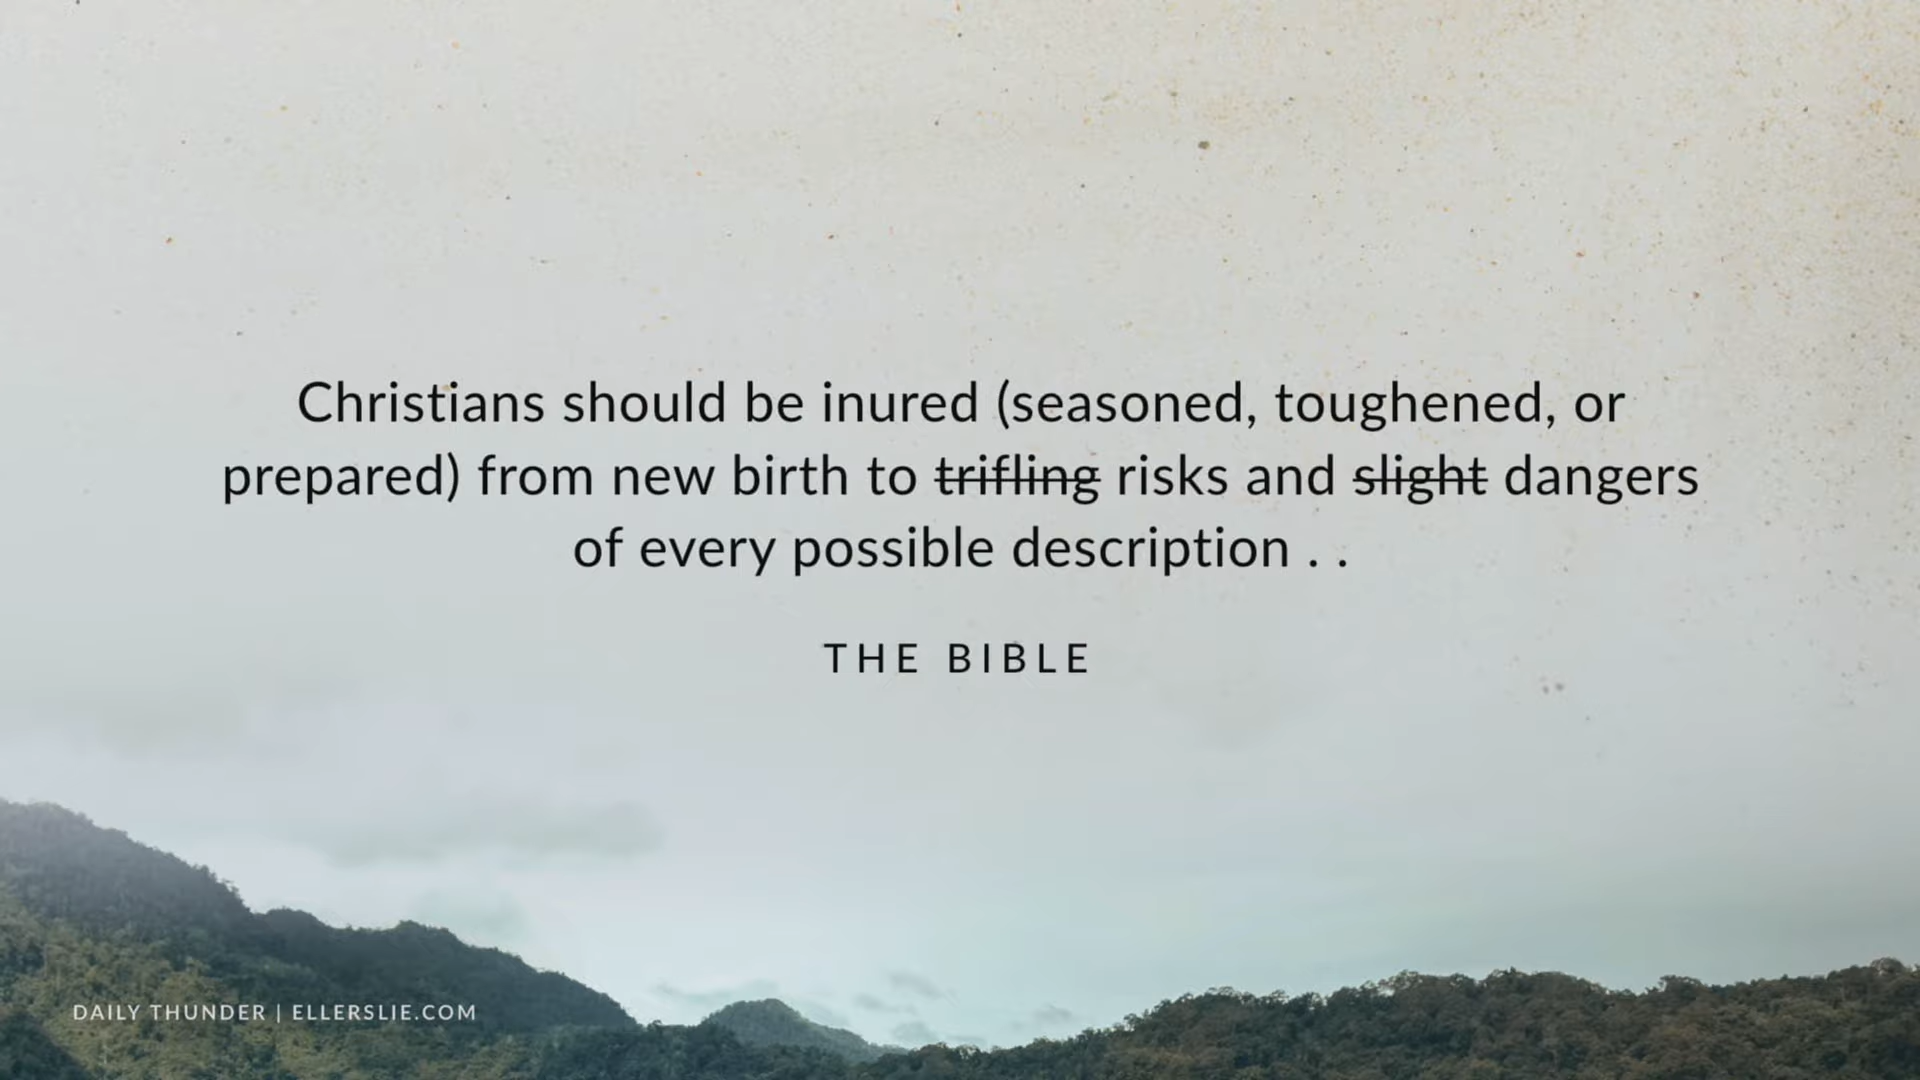 Christians should be inured (seasoned, toughened, or
prepared) from new birth to trifling risks and slight dangers
of every possible description . .
THE BIBLE
DAILY THUNDER | ELLERSLIE.COM